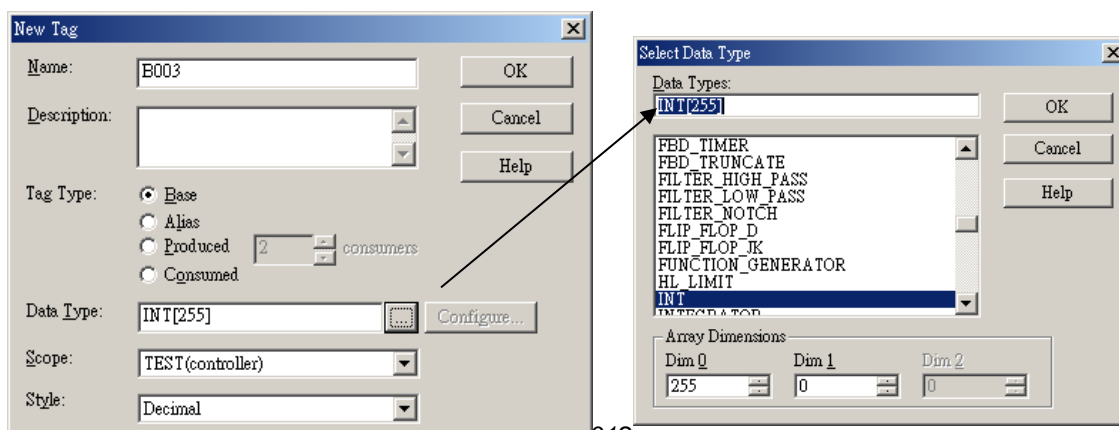 New Tag
Name:
B003
OK
Description:
Cancel
Help
Tag Type:
Base
Alias
Produced 2 consumers
Consumed
Data Type:
INT[255]
...
Configure...
Scope:
TEST(controller)
Style:
Decimal
Select Data Type
Data Types:
INT[255]
OK
Cancel
Help
FBD_TIMER
FBD_TRUNCATE
FILTER_HIGH_PASS
FILTER_LOW_PASS
FILTER_NOTCH
FLIP_FLOP_D
FLIP_FLOP_JK
FUNCTION_GENERATOR
HL_LIMIT
INT
INTEGRATOR
Array Dimensions
Dim 0 Dim 1 Dim 2
255 0 0